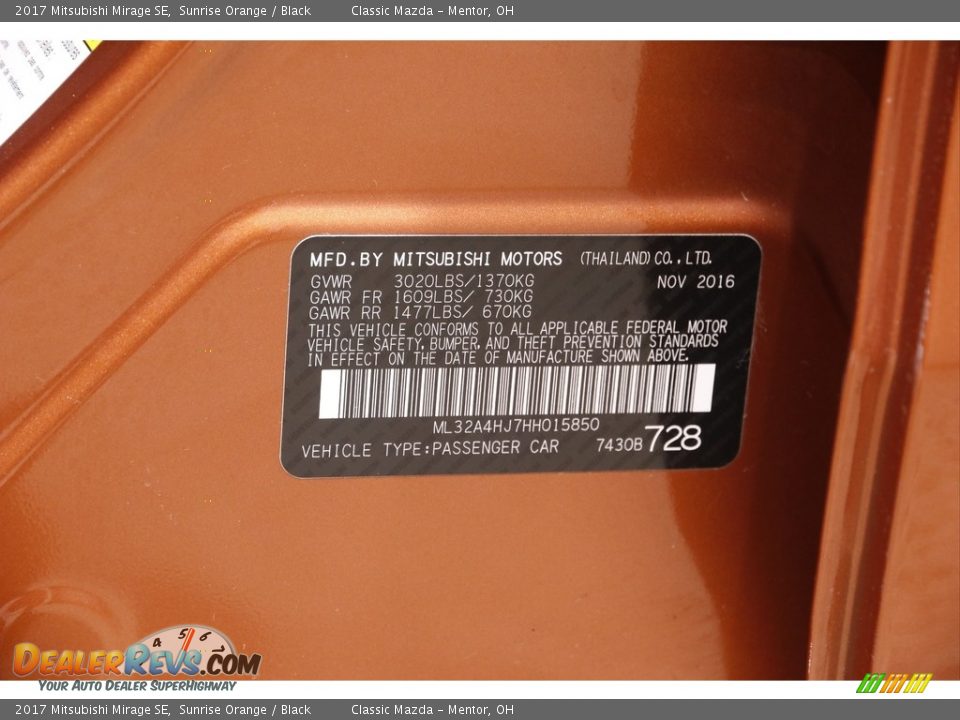 2017 Mitsubishi Mirage SE, Sunrise Orange / Black Classic Mazda - Mentor, OH
MFD.BY MITSUBISHI MOTORS (THAILAND) CO., LTD.
GVWR 3020LBS/1370KG NOV 2016
GAWR FR 1609LBS/ 730KG
GAWR RR 1477LBS/ 670KG
THIS VEHICLE CONFORMS TO ALL APPLICABLE FEDERAL MOTOR
VEHICLE SAFETY, BUMPER, AND THEFT PREVENTION STANDARDS
IN EFFECT ON THE DATE OF MANUFACTURE SHOWN ABOVE.
ML32A4HJ7HH015850
VEHICLE TYPE:PASSENGER CAR 7430B 728
4 5 6
DEALERREVS.COM
YOUR AUTO DEALER SUPERHIGHWAY
2017 Mitsubishi Mirage SE, Sunrise Orange / Black Classic Mazda - Mentor, OH